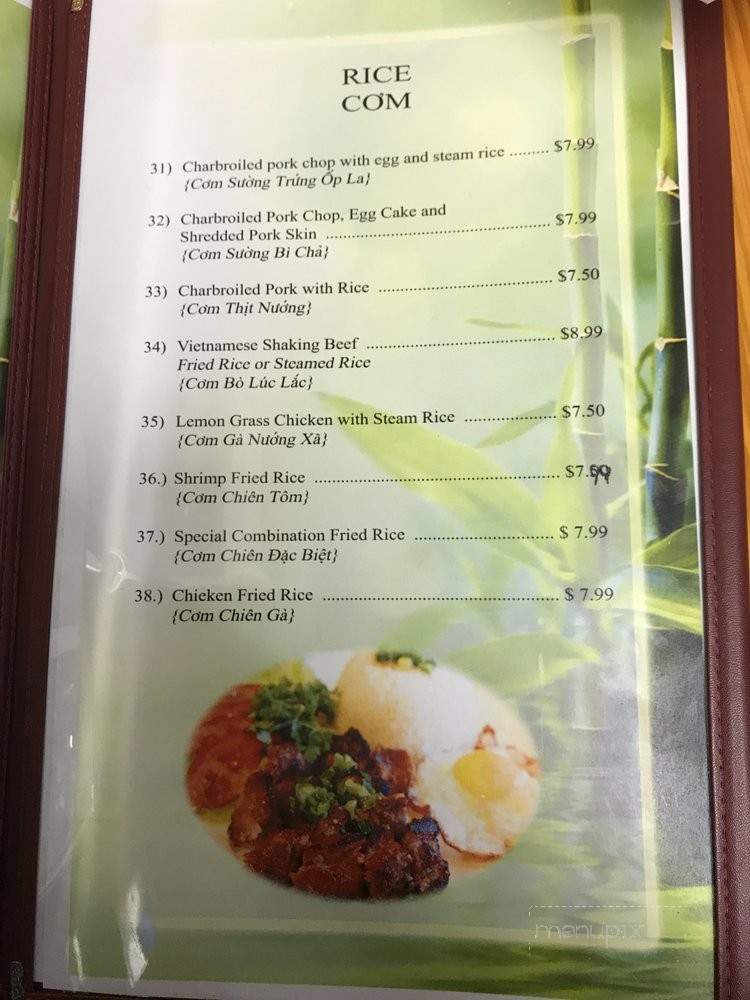 RICE
CƠM
31) Charbroiled pork chop with egg and steam rice ......... $7.99
{Cơm Sường Trứng Ốp La}
32) Charbroiled Pork Chop, Egg Cake and
Shredded Pork Skin ................................................ $7.99
{Cơm Sường Bì Chả}
33) Charbroiled Pork with Rice ..................................... $7.50
{Cơm Thịt Nướng}
34) Vietnamese Shaking Beef ........................................ $8.99
Fried Rice or Steamed Rice
{Cơm Bò Lúc Lắc}
35) Lemon Grass Chicken with Steam Rice .................... $7.50
{Cơm Gà Nướng Xã}
36.) Shrimp Fried Rice ..................................................... $7.99
{Cơm Chiên Tôm}
37.) Special Combination Fried Rice .............................. $ 7.99
{Cơm Chiên Đặc Biệt}
38.) Chieken Fried Rice .................................................... $ 7.99
{Cơm Chiên Gà}
menupix